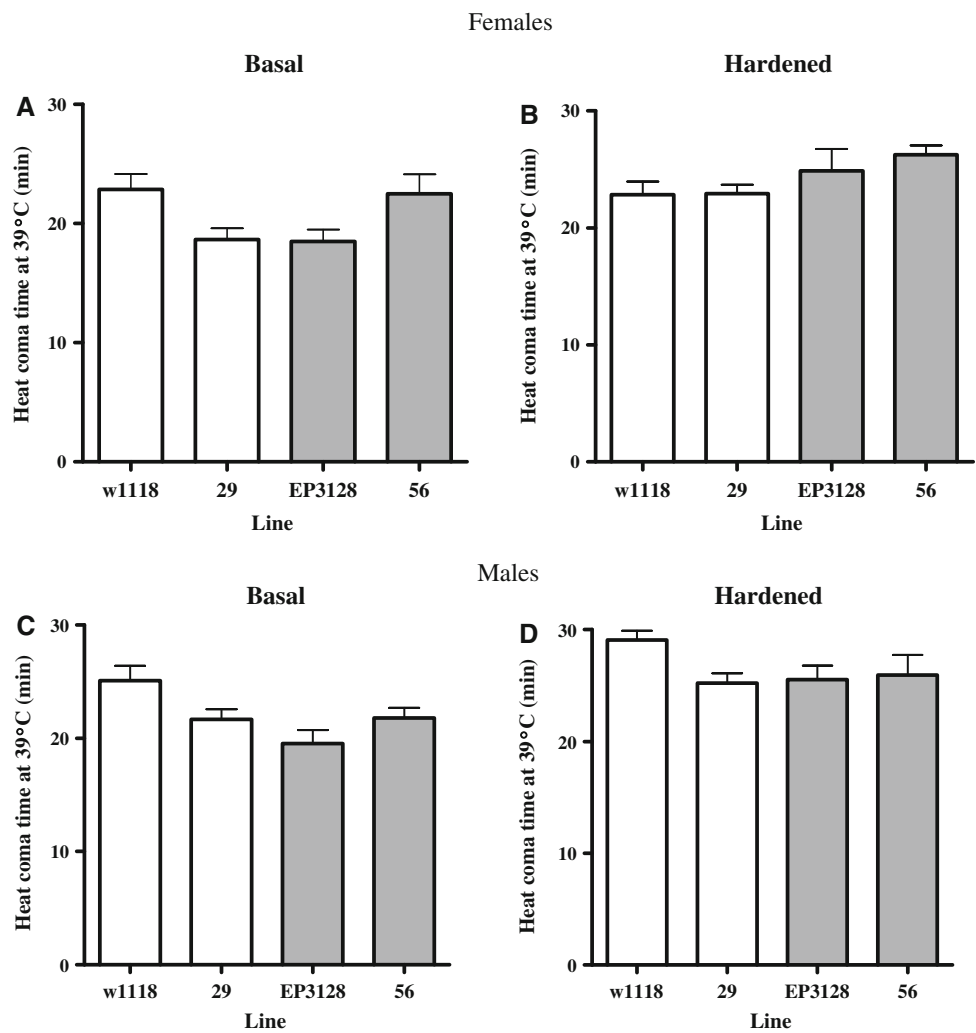 Females
Basal
Hardened
A
B
Heat coma time at 39°C (min)
30
20
10
0
w1118 29 EP3128 56
Line
Heat coma time at 39°C (min)
30
20
10
0
w1118 29 EP3128 56
Line
Males
Basal
Hardened
C
D
Heat coma time at 39°C (min)
30
20
10
0
w1118 29 EP3128 56
Line
Heat coma time at 39°C (min)
30
20
10
0
w1118 29 EP3128 56
Line